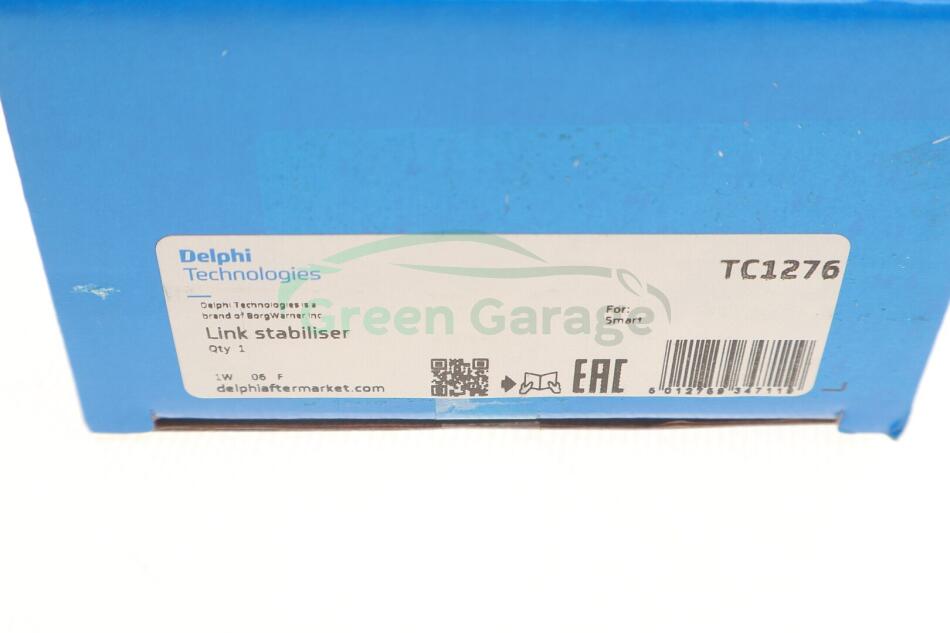 Delphi
Technologies
TC1276
Delphi Technologies is a
brand of BorgWarner Inc
Link stabiliser
Qty 1
For:
Smart
Green Garage
1W 06 F
delphiaftermarket.com
EAC